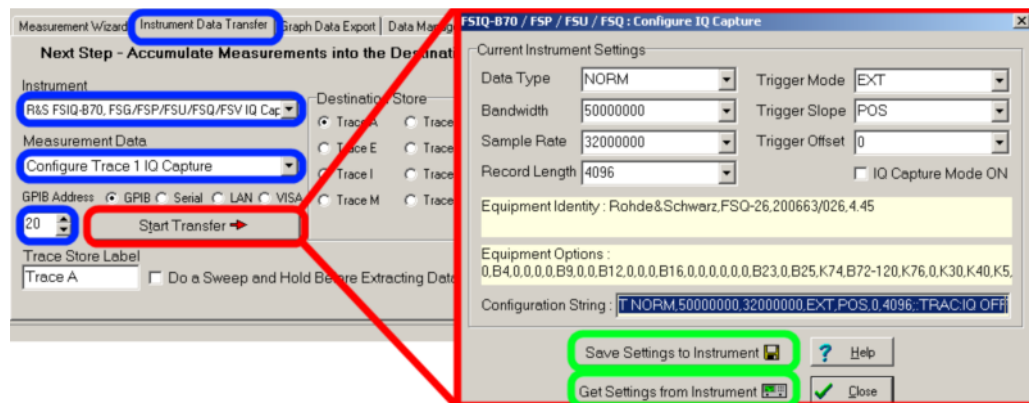 Measurement Wizard
Instrument Data Transfer
Graph Data Export
Data Manag
Next Step - Accumulate Measurements into the Destinat
Instrument
R&S FSIQ-B70, FSG/FSP/FSU/FSQ/FSV IQ Cap
Measurement Data
Configure Trace 1 IQ Capture
GPIB Address
GPIB
Serial
LAN
VISA
20
Start Transfer
Trace Store Label
Trace A
Do a Sweep and Hold Before Extracting Data
Destination Store
Trace A
Trace
Trace E
Trace
Trace I
Trace
Trace M
Trace
FSIQ-B70 / FSP / FSU / FSQ : Configure IQ Capture
Current Instrument Settings
Data Type NORM
Trigger Mode EXT
Bandwidth 50000000
Trigger Slope POS
Sample Rate 32000000
Trigger Offset 0
Record Length 4096
IQ Capture Mode ON
Equipment Identity : Rohde&Schwarz,FSQ-26,200663/026,4.45
Equipment Options :
0,B4,0,0,0,0,B9,0,0,B12,0,0,0,B16,0,0,0,0,0,0,B23,0,B25,K74,B72-120,K76,0,K30,K40,K5,
Configuration String : T NORM,50000000,32000000,EXT,POS,0,4096;:TRAC:IQ OFF
Save Settings to Instrument
Help
Get Settings from Instrument
Close